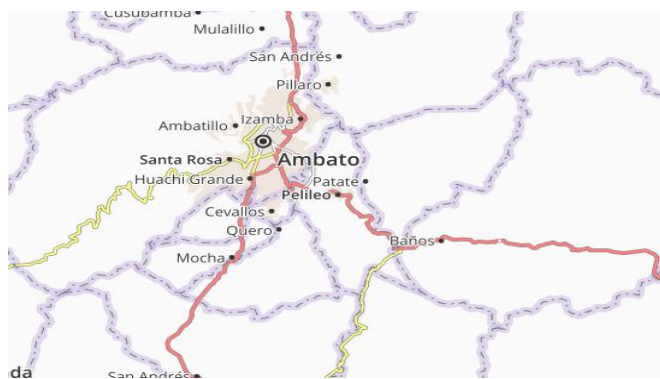 Cusubamba
Mulalillo
San Andrés
Píllaro
Izamba
Ambatillo
Santa Rosa
Ambato
Huachi Grande
Patate
Pelileo
Cevallos
Quero
Baños
Mocha
da
San Andrés